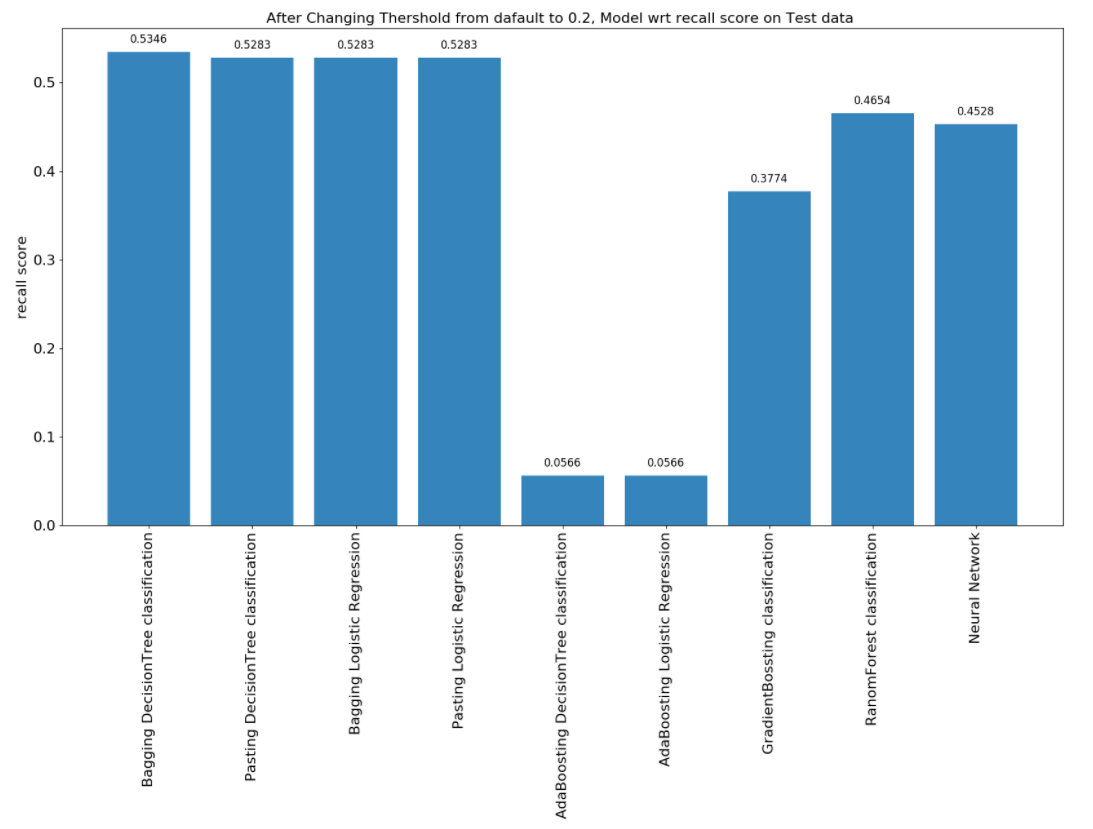 After Changing Thershold from dafault to 0.2, Model wrt recall score on Test data
0.5346
0.5283
0.5283
0.5283
0.0566
0.0566
0.3774
0.4654
0.4528
recall score
0.5
0.4
0.3
0.2
0.1
0.0
Bagging DecisionTree classification
Pasting DecisionTree classification
Bagging Logistic Regression
Pasting Logistic Regression
AdaBoosting DecisionTree classification
AdaBoosting Logistic Regression
GradientBossting classification
RanomForest classification
Neural Network